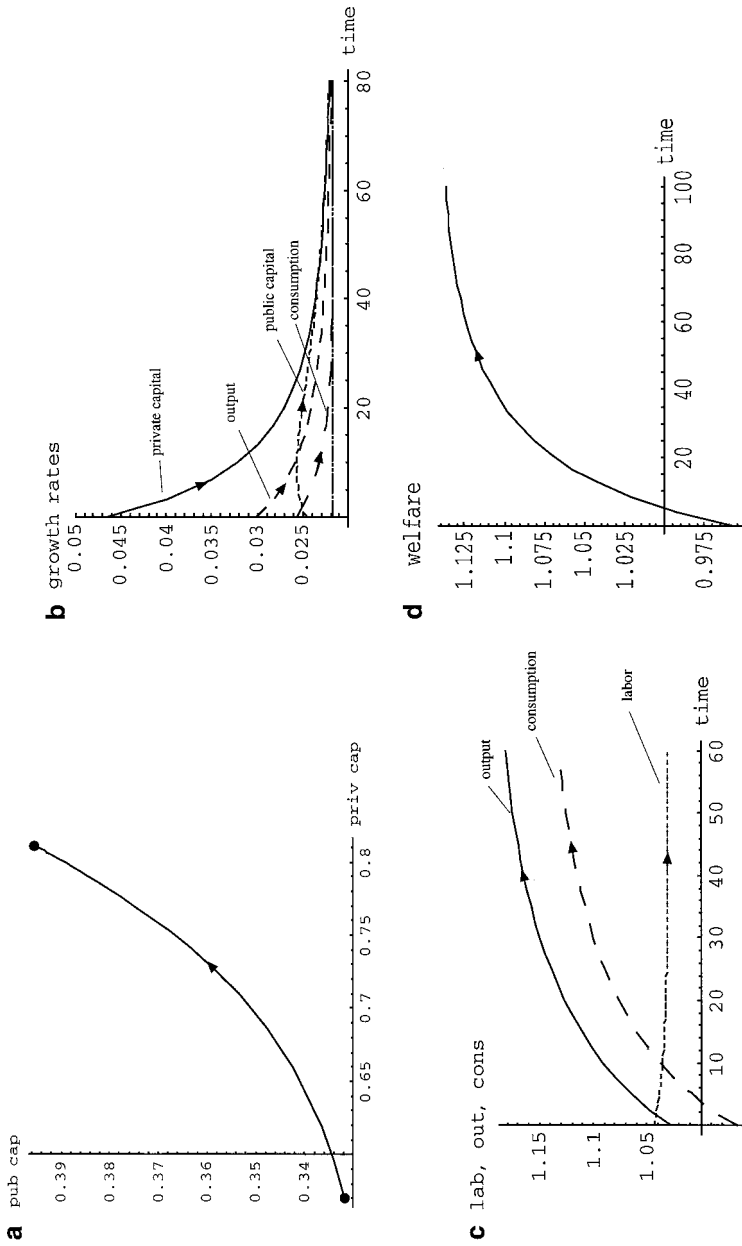 a pub cap
0.39
0.38
0.37
0.36
0.35
0.34
0.65
0.7
0.75
0.8
priv cap
b growth rates
0.05
0.045
0.04
0.035
0.03
0.025
private capital
output
public capital
consumption
20
40
60
80
time
c lab, out, cons
1.15
1.1
1.05
output
consumption
labor
10
20
30
40
50
60
time
d welfare
1.125
1.1
1.075
1.05
1.025
0.975
20
40
60
80
100
time